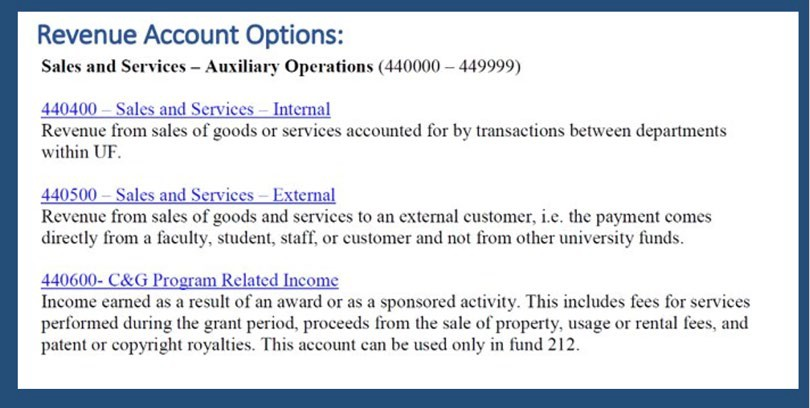 Revenue Account Options:
Sales and Services – Auxiliary Operations (440000 – 449999)
440400 – Sales and Services – Internal
Revenue from sales of goods or services accounted for by transactions between departments
within UF.
440500 – Sales and Services – External
Revenue from sales of goods and services to an external customer, i.e. the payment comes
directly from a faculty, student, staff, or customer and not from other university funds.
440600- C&G Program Related Income
Income earned as a result of an award or as a sponsored activity. This includes fees for services
performed during the grant period, proceeds from the sale of property, usage or rental fees, and
patent or copyright royalties. This account can be used only in fund 212.